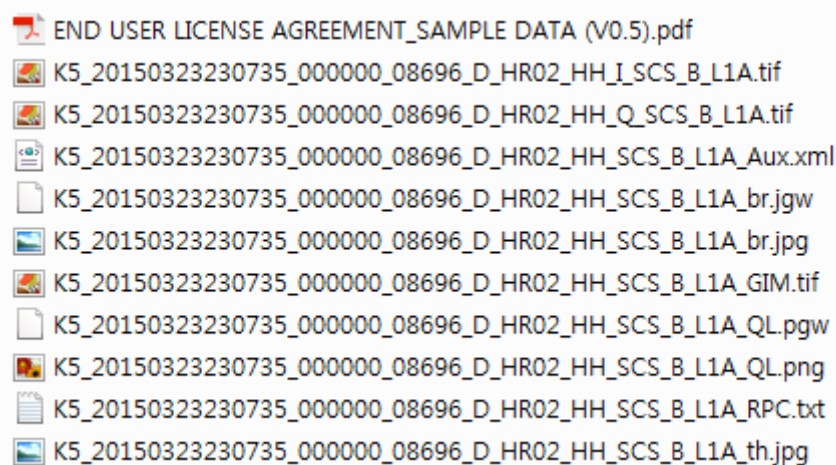 END USER LICENSE AGREEMENT_SAMPLE DATA (V0.5).pdf
K5_20150323230735_000000_08696_D_HR02_HH_I_SCS_B_L1A.tif
K5_20150323230735_000000_08696_D_HR02_HH_Q_SCS_B_L1A.tif
K5_20150323230735_000000_08696_D_HR02_HH_SCS_B_L1A_Aux.xml
K5_20150323230735_000000_08696_D_HR02_HH_SCS_B_L1A_br.jgw
K5_20150323230735_000000_08696_D_HR02_HH_SCS_B_L1A_br.jpg
K5_20150323230735_000000_08696_D_HR02_HH_SCS_B_L1A_GIM.tif
K5_20150323230735_000000_08696_D_HR02_HH_SCS_B_L1A_QL.pgw
K5_20150323230735_000000_08696_D_HR02_HH_SCS_B_L1A_QL.png
K5_20150323230735_000000_08696_D_HR02_HH_SCS_B_L1A_RPC.txt
K5_20150323230735_000000_08696_D_HR02_HH_SCS_B_L1A_th.jpg